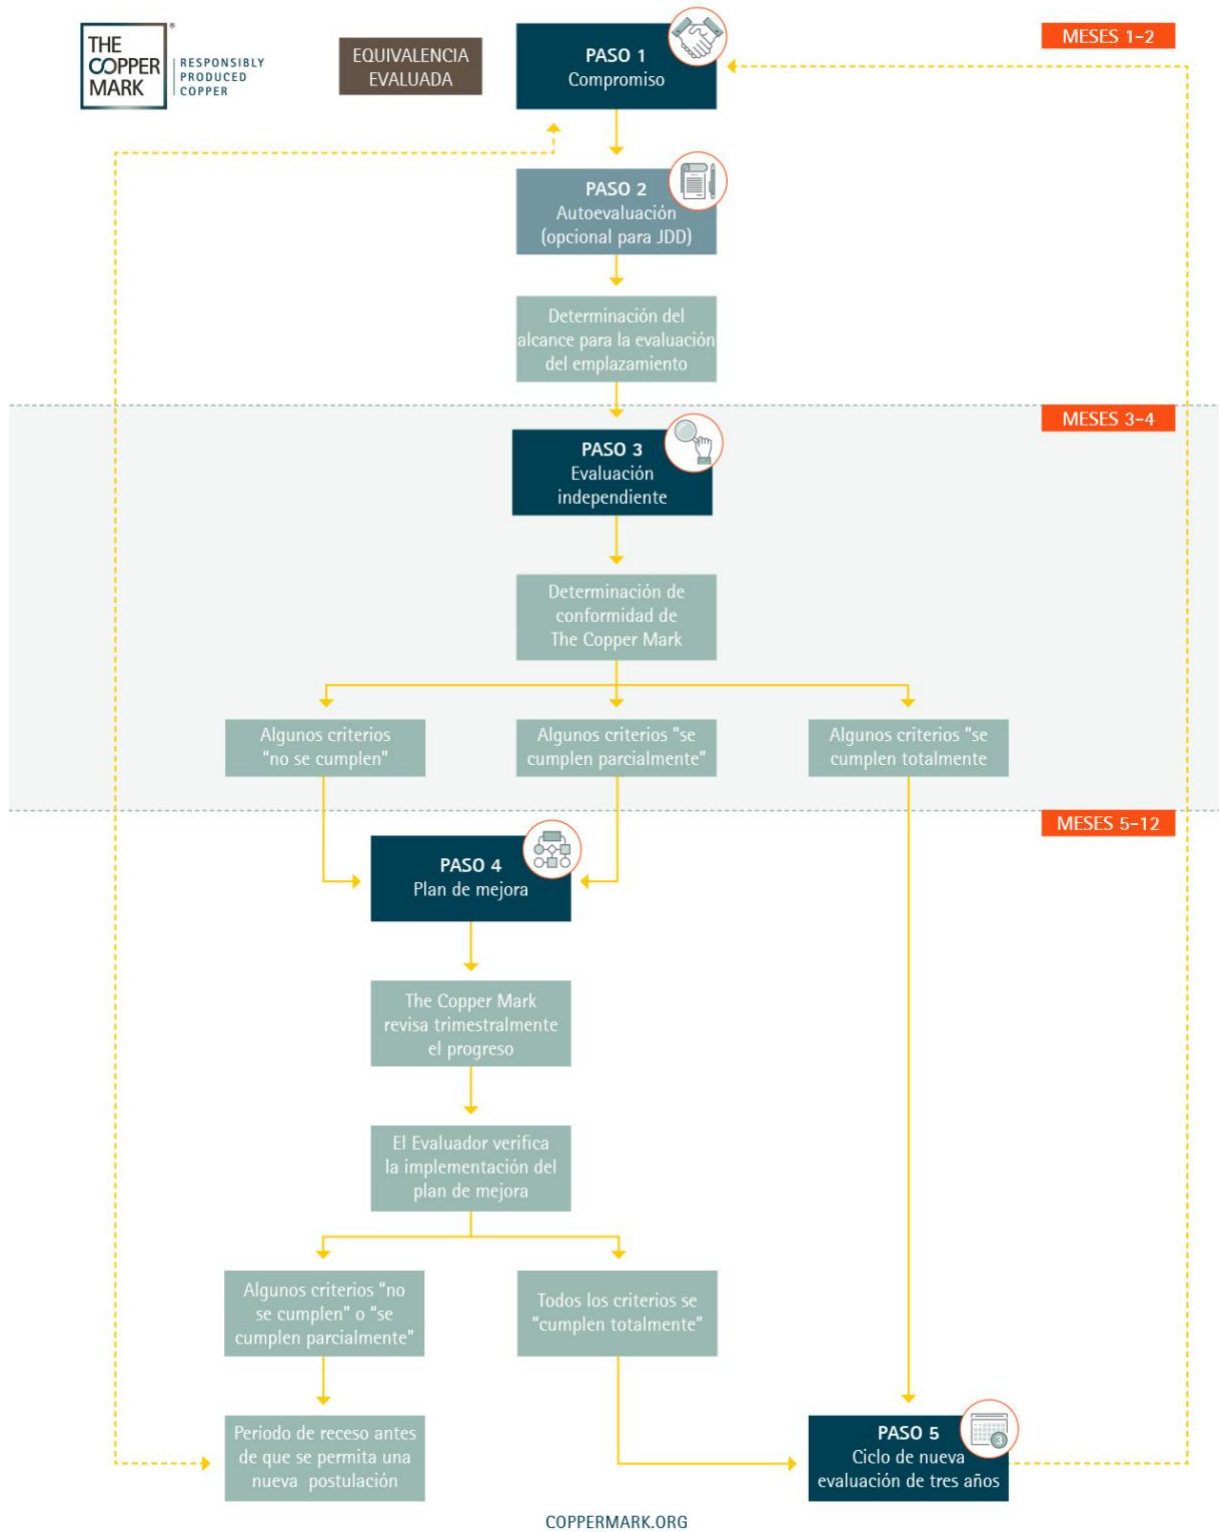 THE
COPPER
MARK
®
RESPONSIBLY
PRODUCED
COPPER
EQUIVALENCIA
EVALUADA
PASO 1
Compromiso
MESES 1-2
PASO 2
Autoevaluación
(opcional para JDD)
Determinación del
alcance para la evaluación
del emplazamiento
MESES 3-4
PASO 3
Evaluación
independiente
Determinación de
conformidad de
The Copper Mark
Algunos criterios
"no se cumplen"
Algunos criterios "se
cumplen parcialmente"
Algunos criterios "se
cumplen totalmente
MESES 5-12
PASO 4
Plan de mejora
The Copper Mark
revisa trimestralmente
el progreso
El Evaluador verifica
la implementación del
plan de mejora
Algunos criterios "no
se cumplen" o "se
cumplen parcialmente"
Todos los criterios se
"cumplen totalmente"
Período de receso antes
de que se permita una
nueva postulación
PASO 5
Ciclo de nueva
evaluación de tres años
3
COPPERMARK.ORG